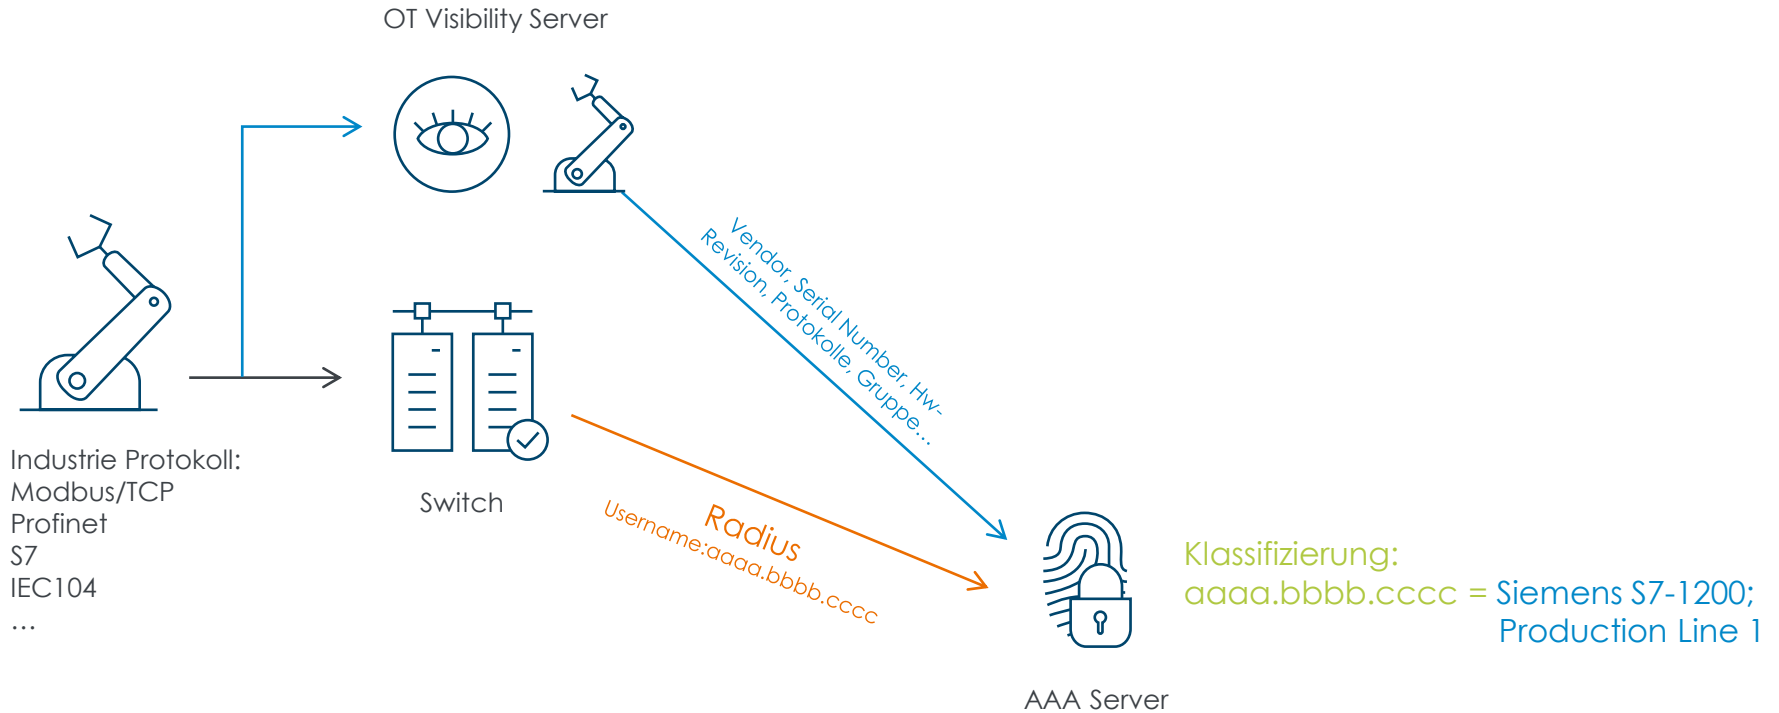 OT Visibility Server
Vendor, Serial Number, Hw-
Revision, Protokolle, Gruppe...
Industrie Protokoll:
Modbus/TCP
Profinet
S7
IEC104
...
Switch
Radius
Username:aaaa.bbbb.cccc
Klassifizierung:
aaaa.bbbb.cccc = Siemens S7-1200;
Production Line 1
AAA Server